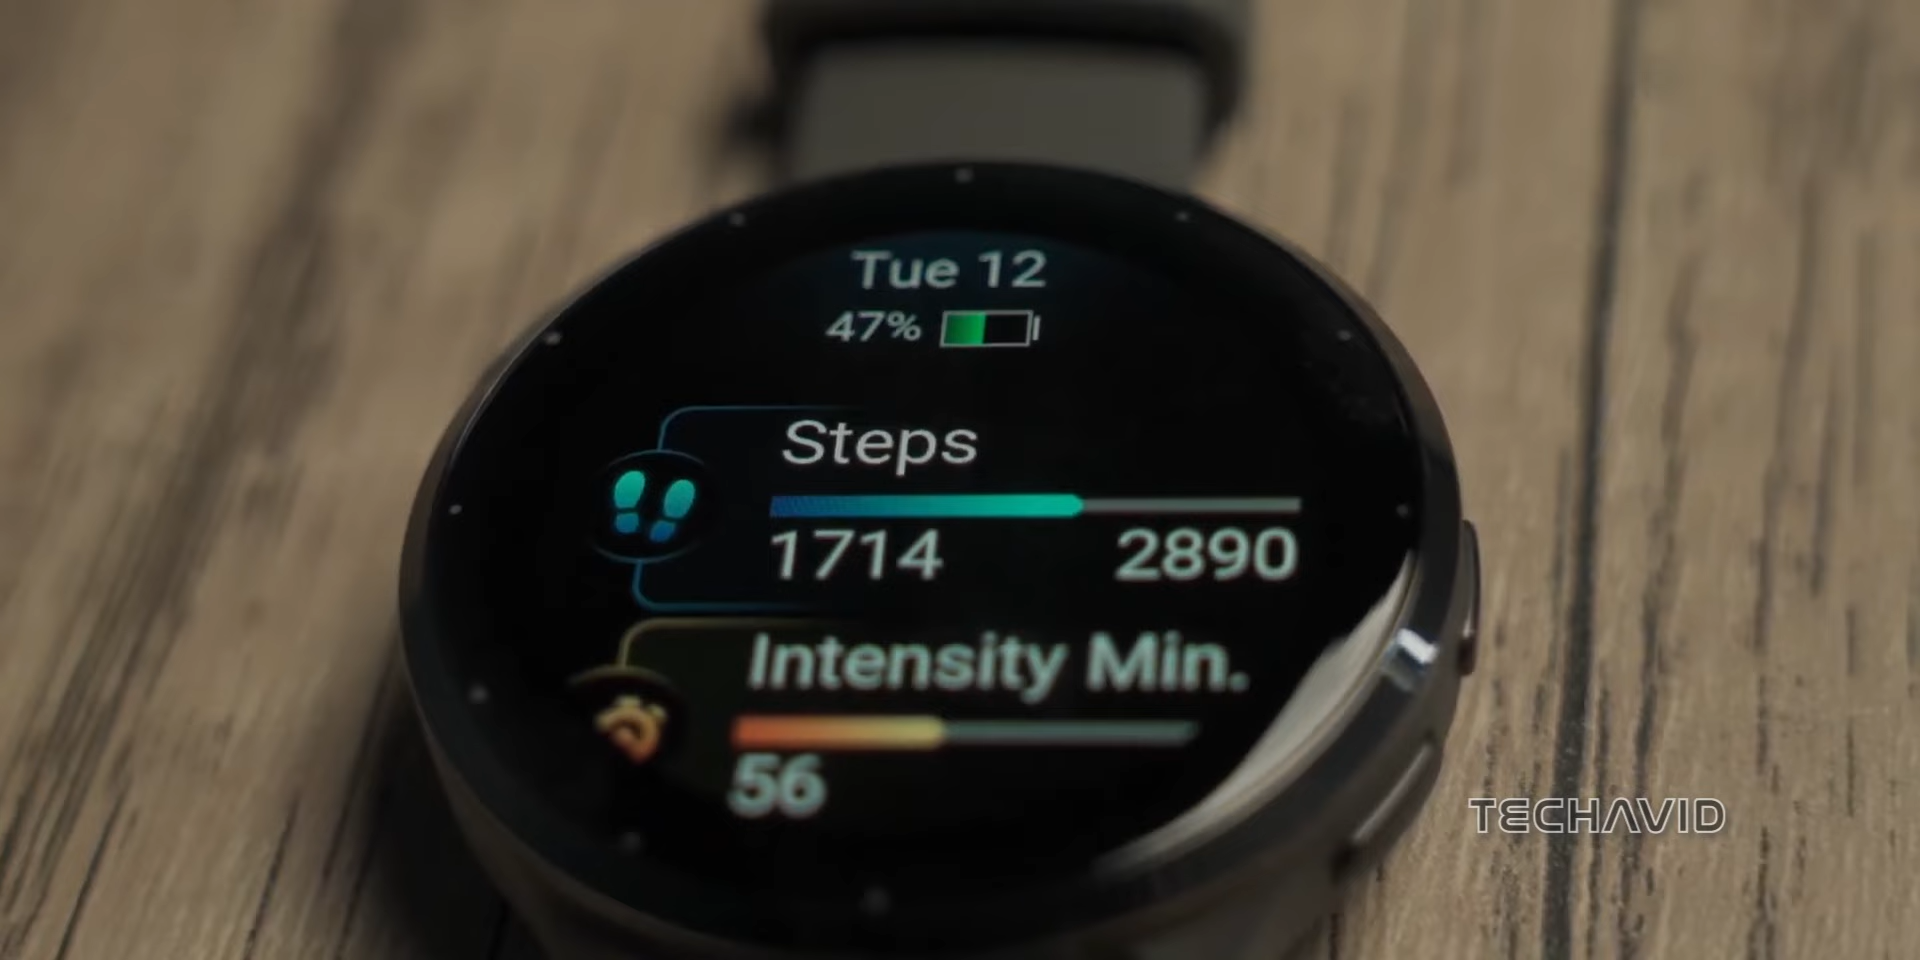 Tue 12
47%
Steps
1714 2890
Intensity Min.
56
TECHAVID